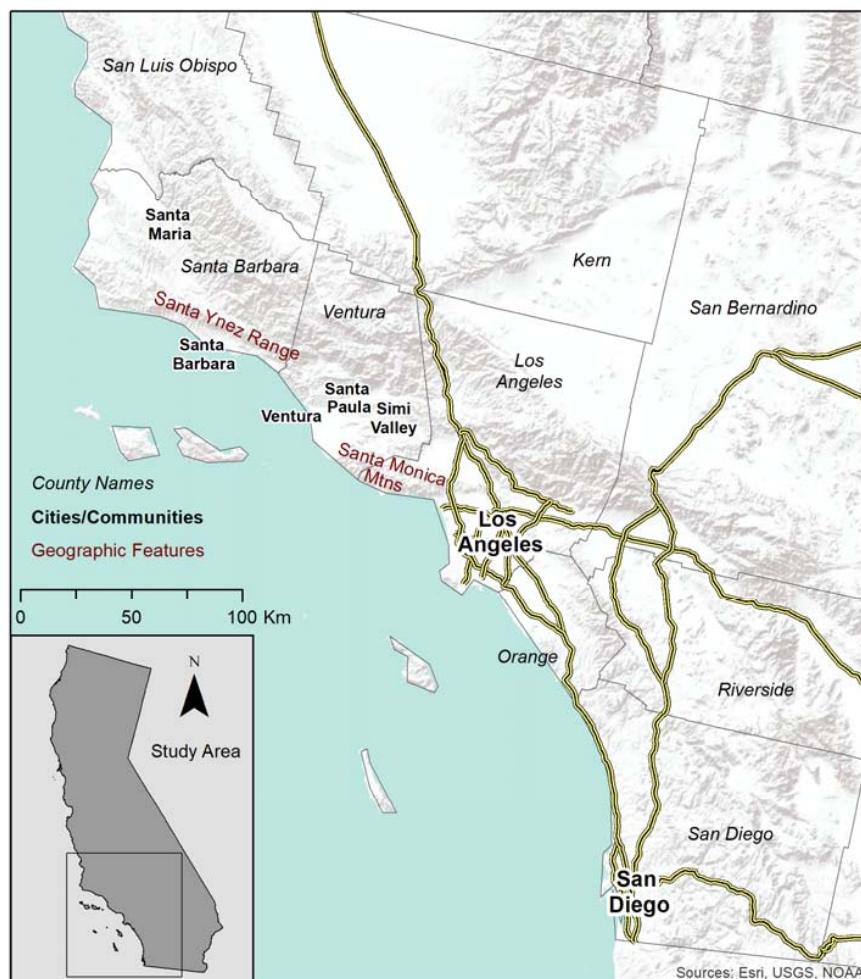 San Luis Obispo
Santa
Maria
Santa Barbara
Kern
Santa Ynez Range
Ventura
San Bernardino
Santa
Barbara
Los
Angeles
Ventura
Santa
Paula
Simi
Valley
Santa Monica
Mtns
County Names
Cities/Communities
Geographic Features
Los
Angeles
0 50 100 Km
Orange
Riverside
N
Study Area
San Diego
San
Diego
Sources: Esri, USGS, NOAA